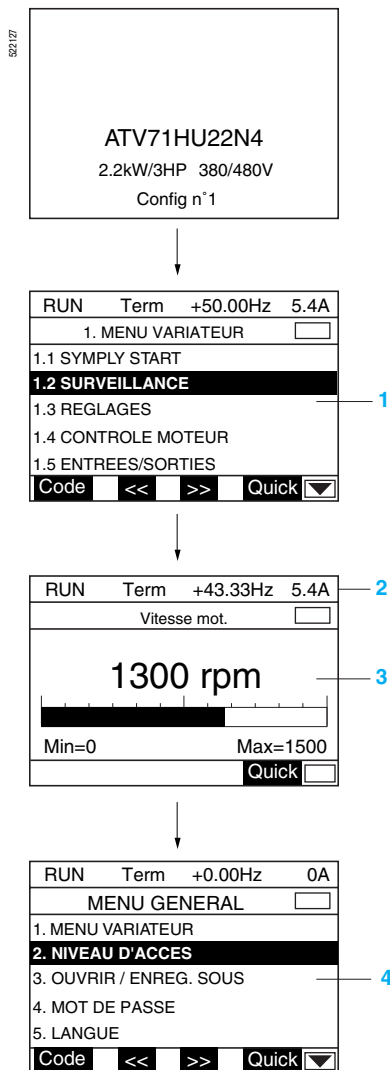 522127
ATV71HU22N4
2.2kW/3HP 380/480V
Config n°1
RUN Term +50.00Hz 5.4A
1. MENU VARIATEUR
1.1 SYMPLY START
1.2 SURVEILLANCE
1.3 REGLAGES
1.4 CONTROLE MOTEUR
1.5 ENTREES/SORTIES
Code << >> Quick
1
RUN Term +43.33Hz 5.4A
2
Vitesse mot.
1300 rpm
3
Min=0 Max=1500
Quick
RUN Term +0.00Hz 0A
MENU GENERAL
1. MENU VARIATEUR
2. NIVEAU D'ACCES
3. OUVRIR / ENREG. SOUS
4
4. MOT DE PASSE
5. LANGUE
Code << >> Quick